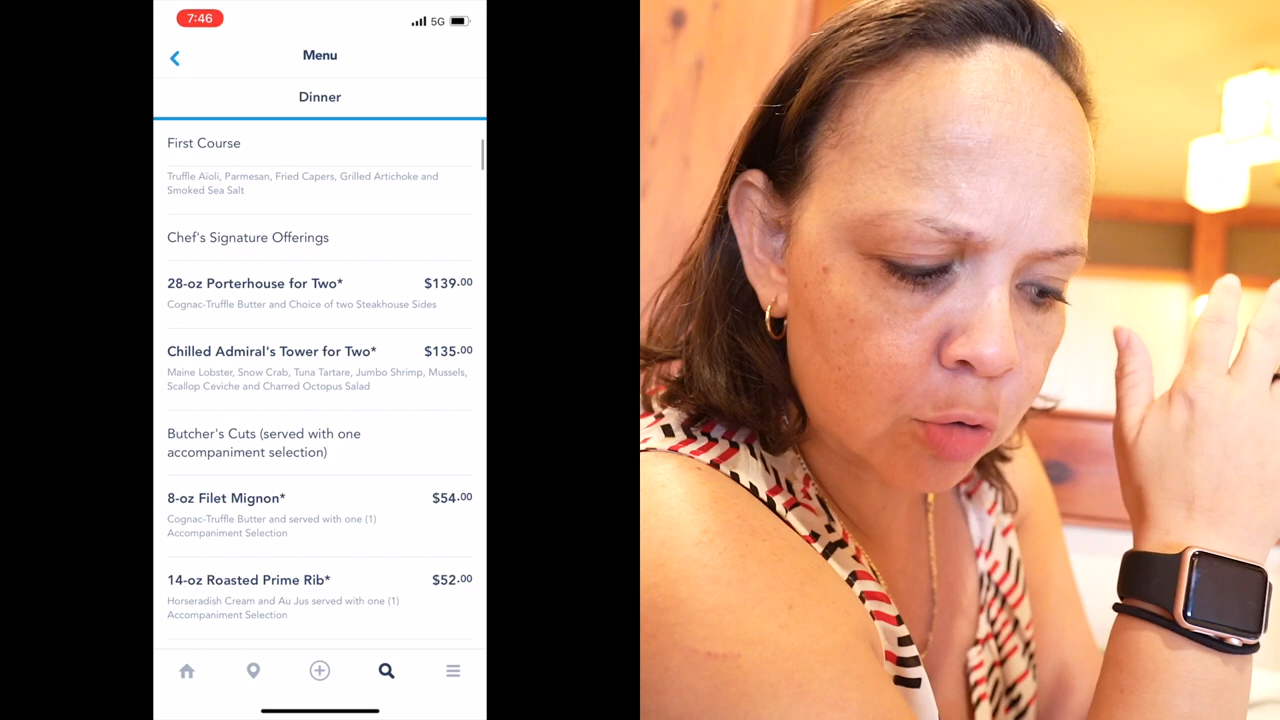 7:46
5G
Menu
Dinner
First Course
Truffle Aioli, Parmesan, Fried Capers, Grilled Artichoke and
Smoked Sea Salt
Chef's Signature Offerings
28-oz Porterhouse for Two* $139.00
Cognac-Truffle Butter and Choice of two Steakhouse Sides
Chilled Admiral's Tower for Two* $135.00
Maine Lobster, Snow Crab, Tuna Tartare, Jumbo Shrimp, Mussels,
Scallop Ceviche and Charred Octopus Salad
Butcher's Cuts (served with one
accompaniment selection)
8-oz Filet Mignon* $54.00
Cognac-Truffle Butter and served with one (1)
Accompaniment Selection
14-oz Roasted Prime Rib* $52.00
Horseradish Cream and Au Jus served with one (1)
Accompaniment Selection